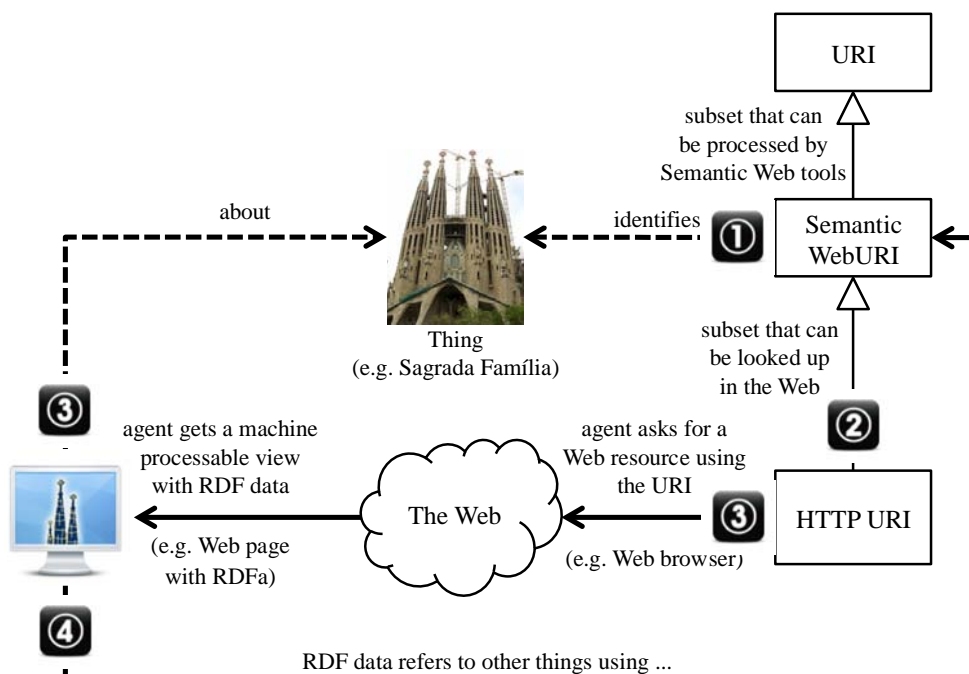 URI
subset that can
be processed by
Semantic Web tools
about
identifies
①
Semantic
WebURI
Thing
(e.g. Sagrada Família)
subset that can
be looked up
in the Web
③
②
agent gets a machine
processable view
with RDF data
agent asks for a
Web resource using
the URI
The Web
③
HTTP URI
(e.g. Web page
with RDFa)
(e.g. Web browser)
④
RDF data refers to other things using ...